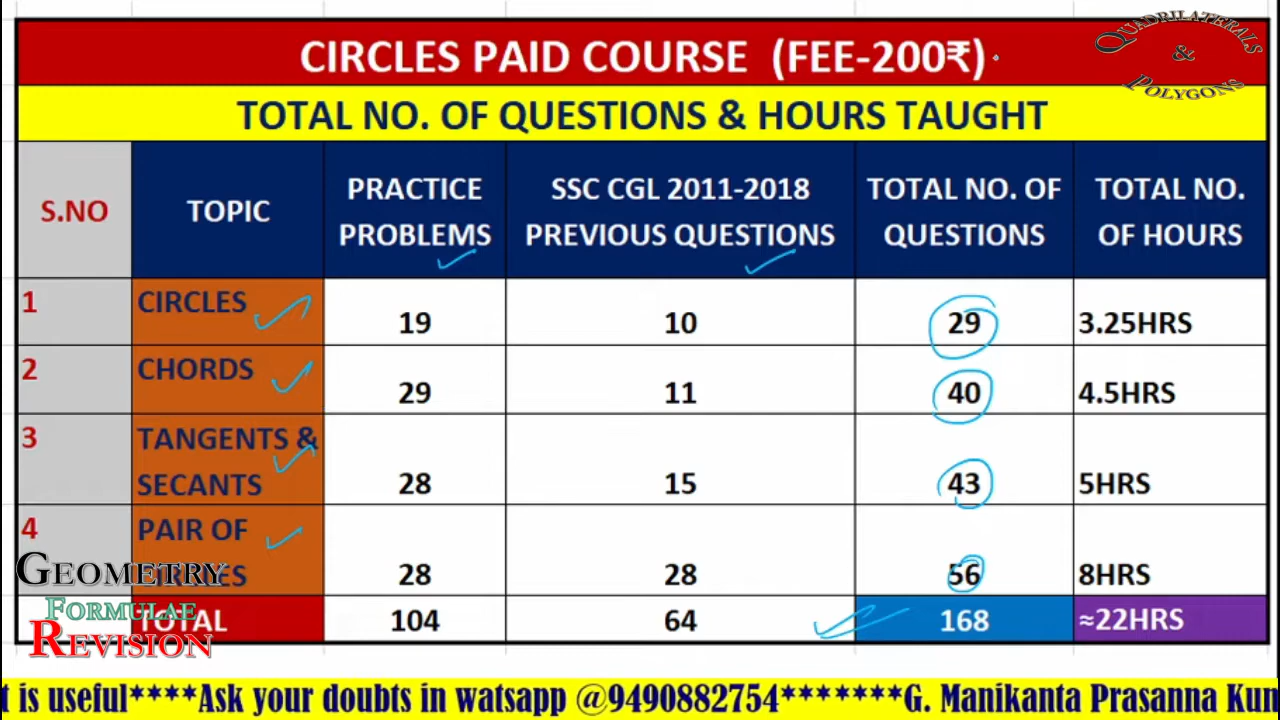 CIRCLES PAID COURSE (FEE-200₹)
QUADRILATERALS
&
POLYGONS
TOTAL NO. OF QUESTIONS & HOURS TAUGHT
S.NO TOPIC PRACTICE PROBLEMS SSC CGL 2011-2018 PREVIOUS QUESTIONS TOTAL NO. OF QUESTIONS TOTAL NO. OF HOURS
1 CIRCLES 19 10 29 3.25HRS
2 CHORDS 29 11 40 4.5HRS
3 TANGENTS & SECANTS 28 15 43 5HRS
4 PAIR OF 28 28 56 8HRS
TOTAL 104 64 168 ≈22HRS
GEOMETRY
FORMULAE
REVISION
t is useful****Ask your doubts in watsapp @9490882754*******G. Manikanta Prasanna Kun